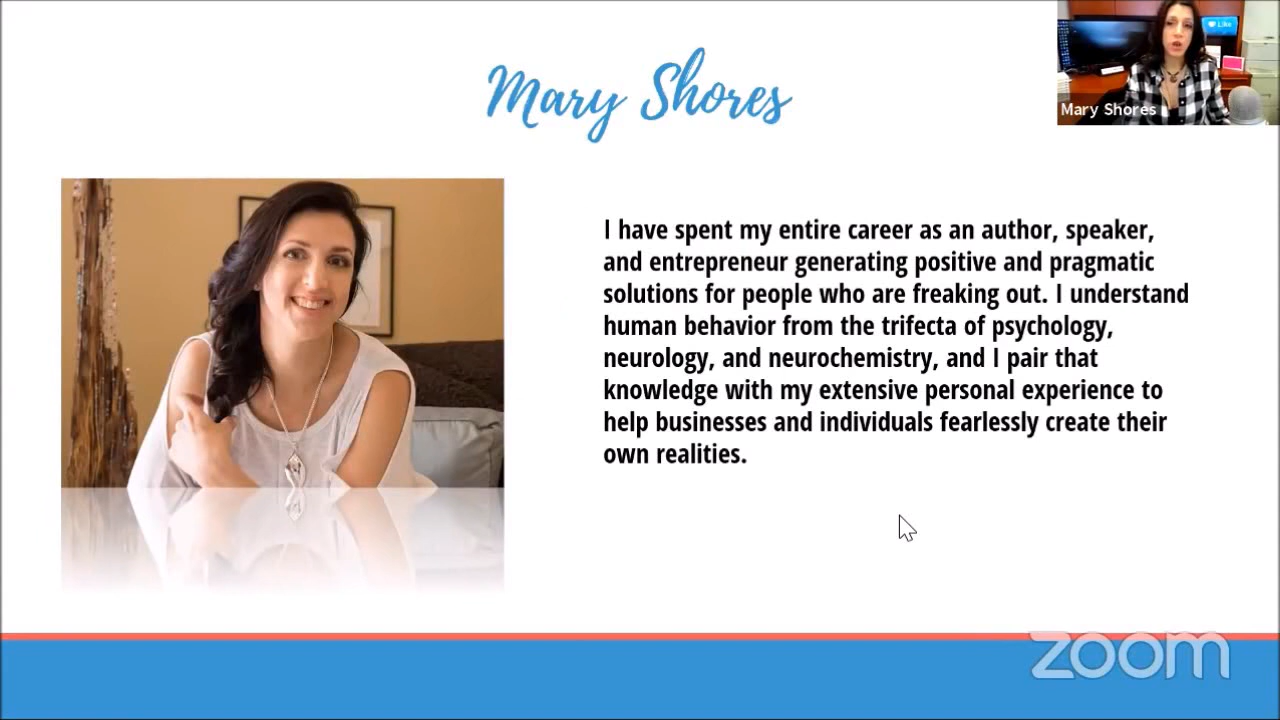 Mary Shores
Like
Mary Shores
I have spent my entire career as an author, speaker,
and entrepreneur generating positive and pragmatic
solutions for people who are freaking out. I understand
human behavior from the trifecta of psychology,
neurology, and neurochemistry, and I pair that
knowledge with my extensive personal experience to
help businesses and individuals fearlessly create their
own realities.
zoom